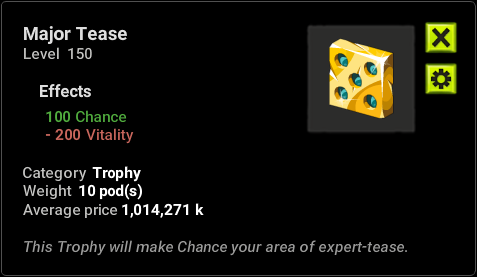 Major Tease
Level 150
Effects
100 Chance
- 200 Vitality
Category Trophy
Weight 10 pod(s)
Average price 1,014,271 k
This Trophy will make Chance your area of expert-tease.